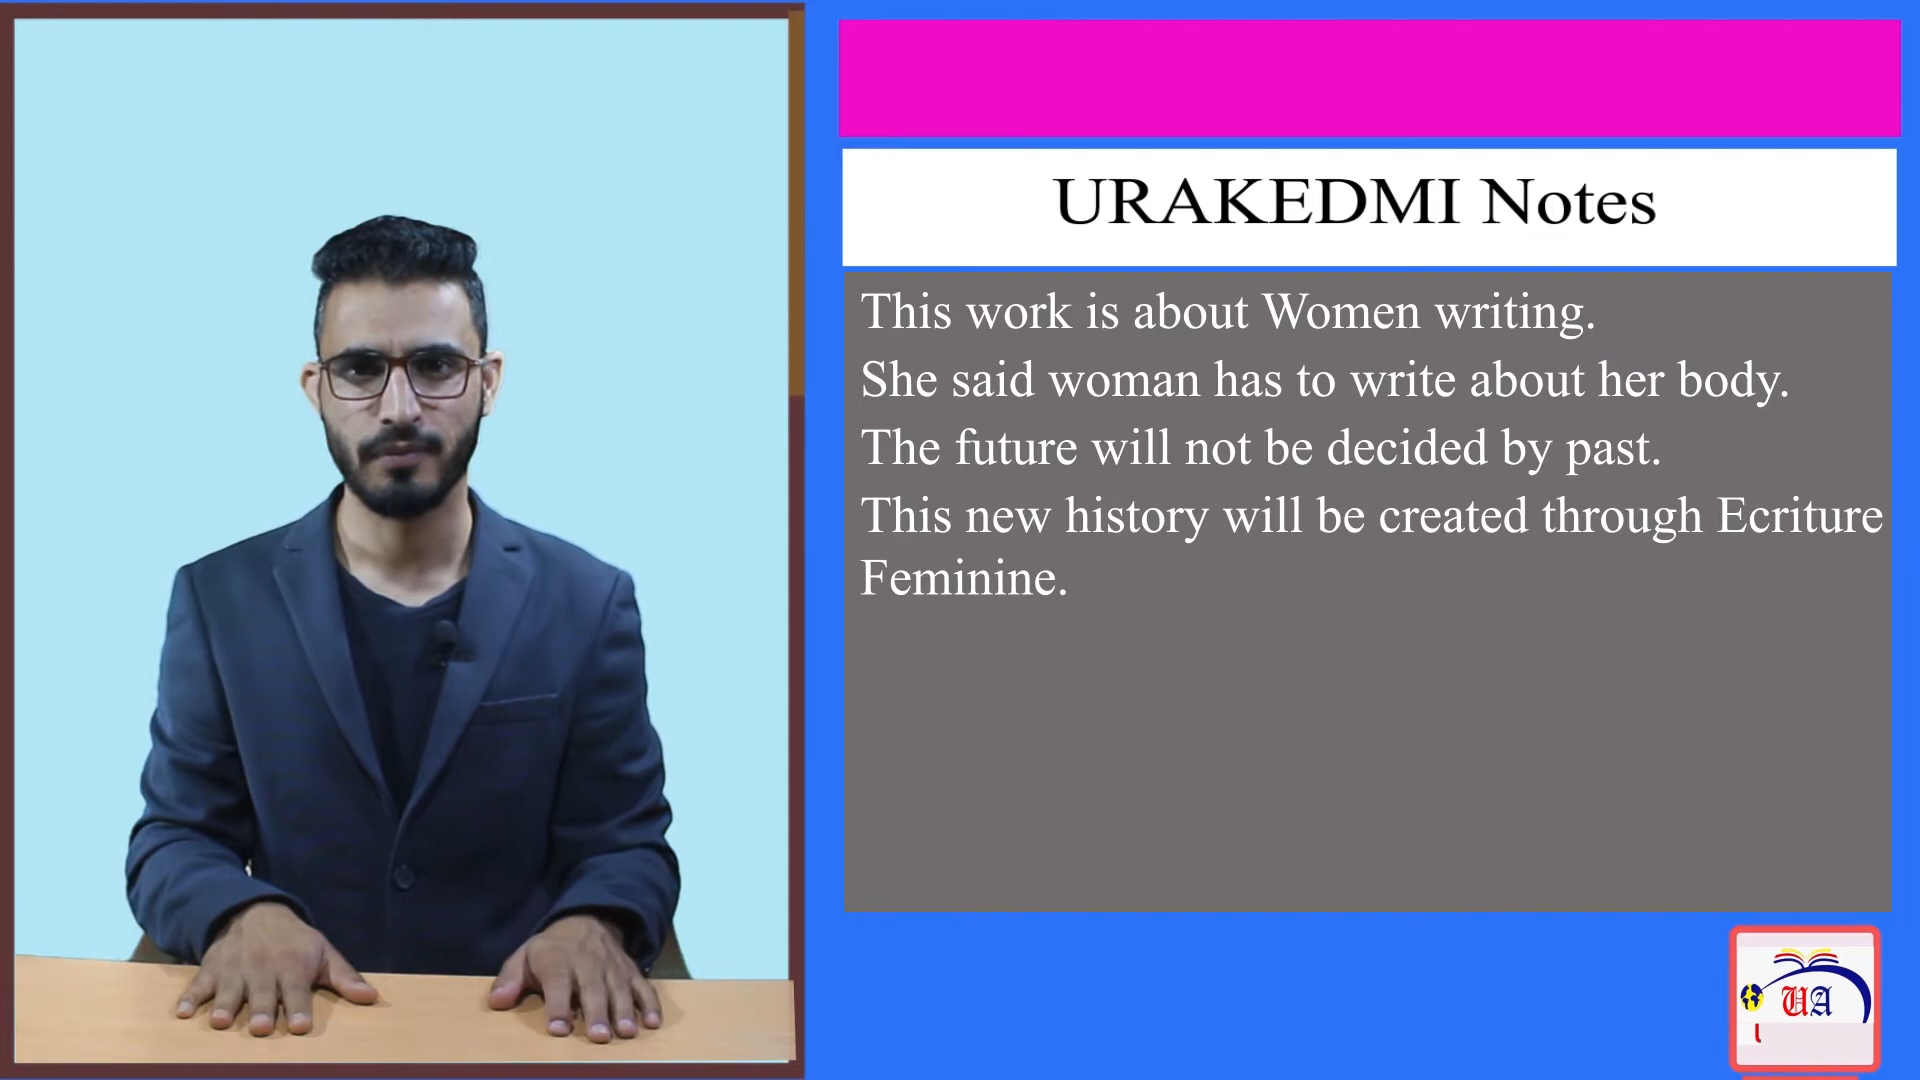 URAKEDMI Notes
This work is about Women writing.
She said woman has to write about her body.
The future will not be decided by past.
This new history will be created through Ecriture
Feminine.
UA